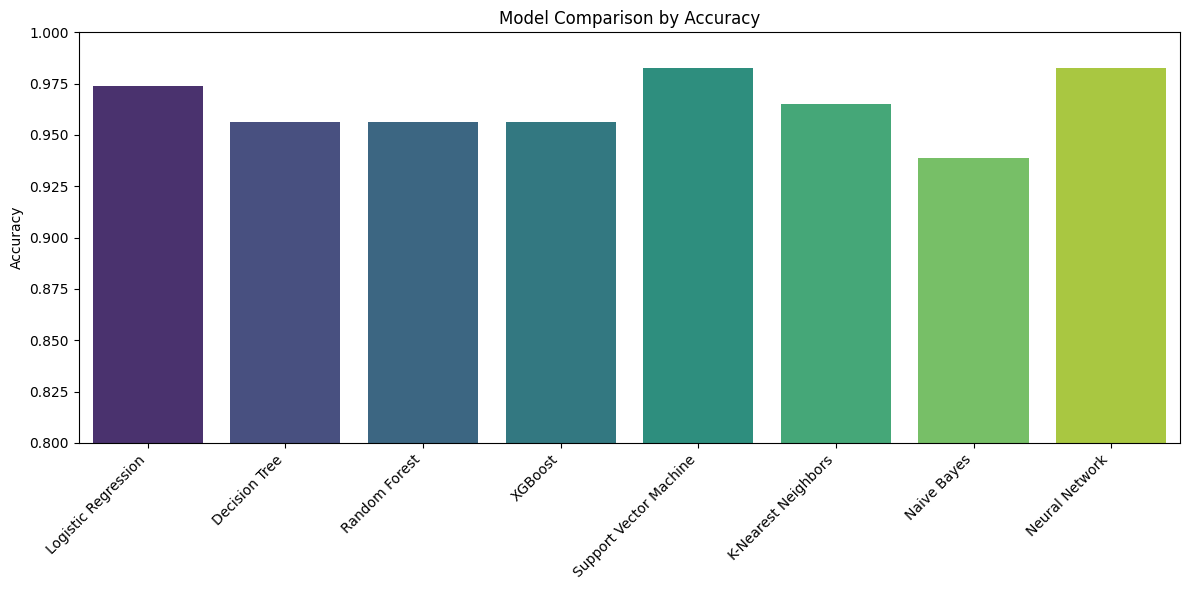 Model Comparison by Accuracy
1.000
0.975
0.950
0.925
0.900
0.875
0.850
0.825
0.800
Accuracy
Logistic Regression
Decision Tree
Random Forest
XGBoost
Support Vector Machine
K-Nearest Neighbors
Naive Bayes
Neural Network